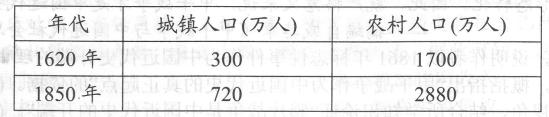 年代 城镇人口(万人) 农村人口(万人)
1620年 300 1700
1850年 720 2880